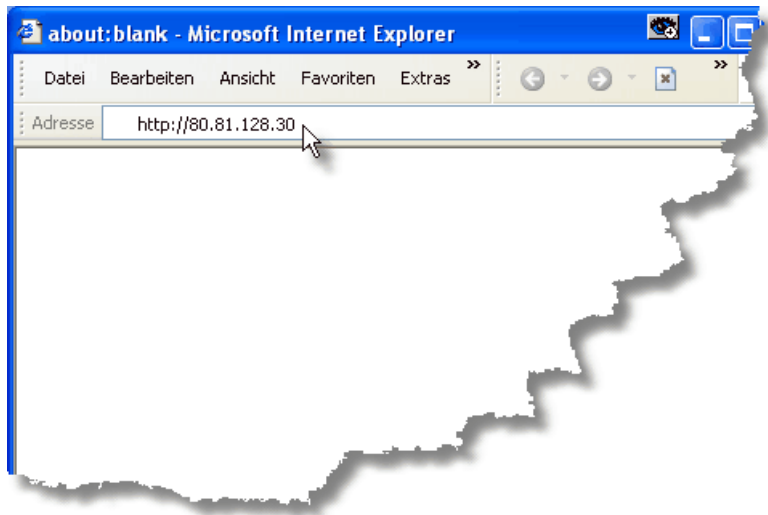 about:blank - Microsoft Internet Explorer
Datei Bearbeiten Ansicht Favoriten Extras » »
Adresse http://80.81.128.30